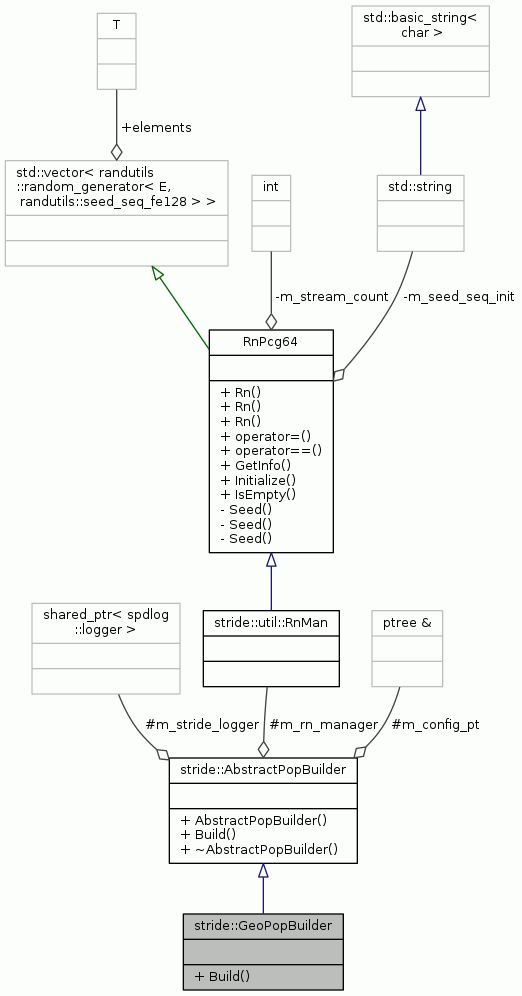 T
std::basic_string<
char >
+elements
std::vector< randutils
::random_generator< E,
randutils::seed_seq_fe128 > >
int
std::string
-m_stream_count
-m_seed_seq_init
RnPcg64
+ Rn()
+ Rn()
+ Rn()
+ operator=()
+ operator==()
+ GetInfo()
+ Initialize()
+ IsEmpty()
- Seed()
- Seed()
- Seed()
shared_ptr< spdlog
::logger >
stride::util::RnMan
ptree &
#m_stride_logger
#m_rn_manager
#m_config_pt
stride::AbstractPopBuilder
+ AbstractPopBuilder()
+ Build()
+ ~AbstractPopBuilder()
stride::GeoPopBuilder
+ Build()